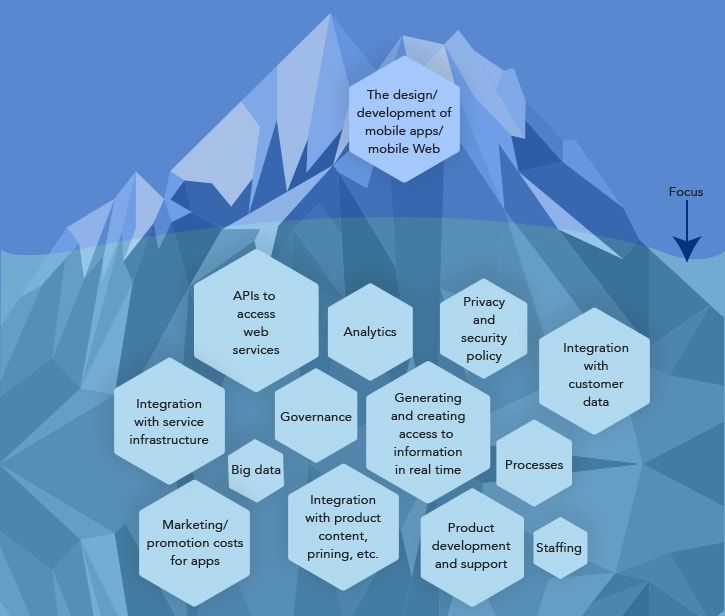 The design/
development of
mobile apps/
mobile Web
Focus
APIs to
access
web
services
Analytics
Privacy
and
security
policy
Integration
with
customer
data
Integration
with service
infrastructure
Governance
Generating
and creating
access to
information
in real time
Big data
Processes
Marketing/
promotion costs
for apps
Integration
with product
content,
prining, etc.
Product
development
and support
Staffing